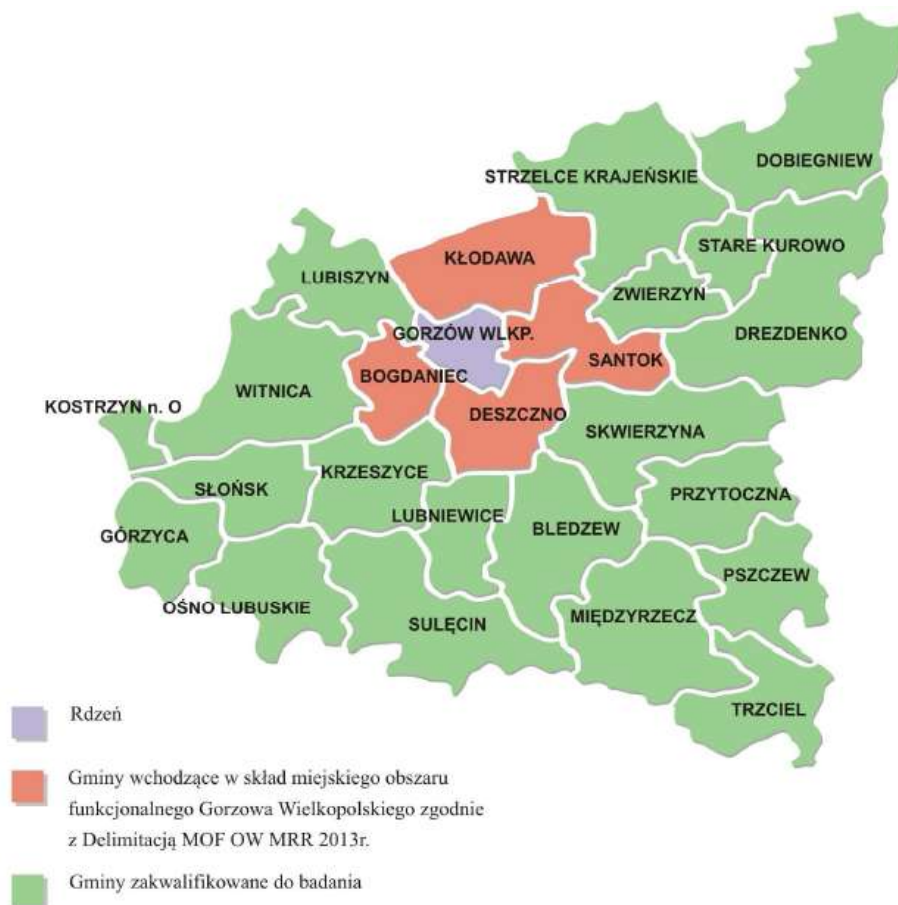 DOBIEGNIEW
STRZELCE KRAJEŃSKIE
STARE KUROWO
KŁODAWA
LUBISZYN
ZWIERZYN
GORZÓW WLKP.
DREZDENKO
SANTOK
BOGDANIEC
WITNICA
KOSTRZYN n. O
DESZCZNO
SKWIERZYNA
KRZESZYCE
PRZYTOCZNA
SŁOŃSK
LUBNIEWICE
BLEDZEW
GÓRZYCA
PSZCZEW
OŚNO LUBUSKIE
MIĘDZYRZECZ
SULĘCIN
TRZCIEL
Rdzeń
Gminy wchodzące w skład miejskiego obszaru
funkcjonalnego Gorzowa Wielkopolskiego zgodnie
z Delimitacją MOF OW MRR 2013r.
Gminy zakwalifikowane do badania